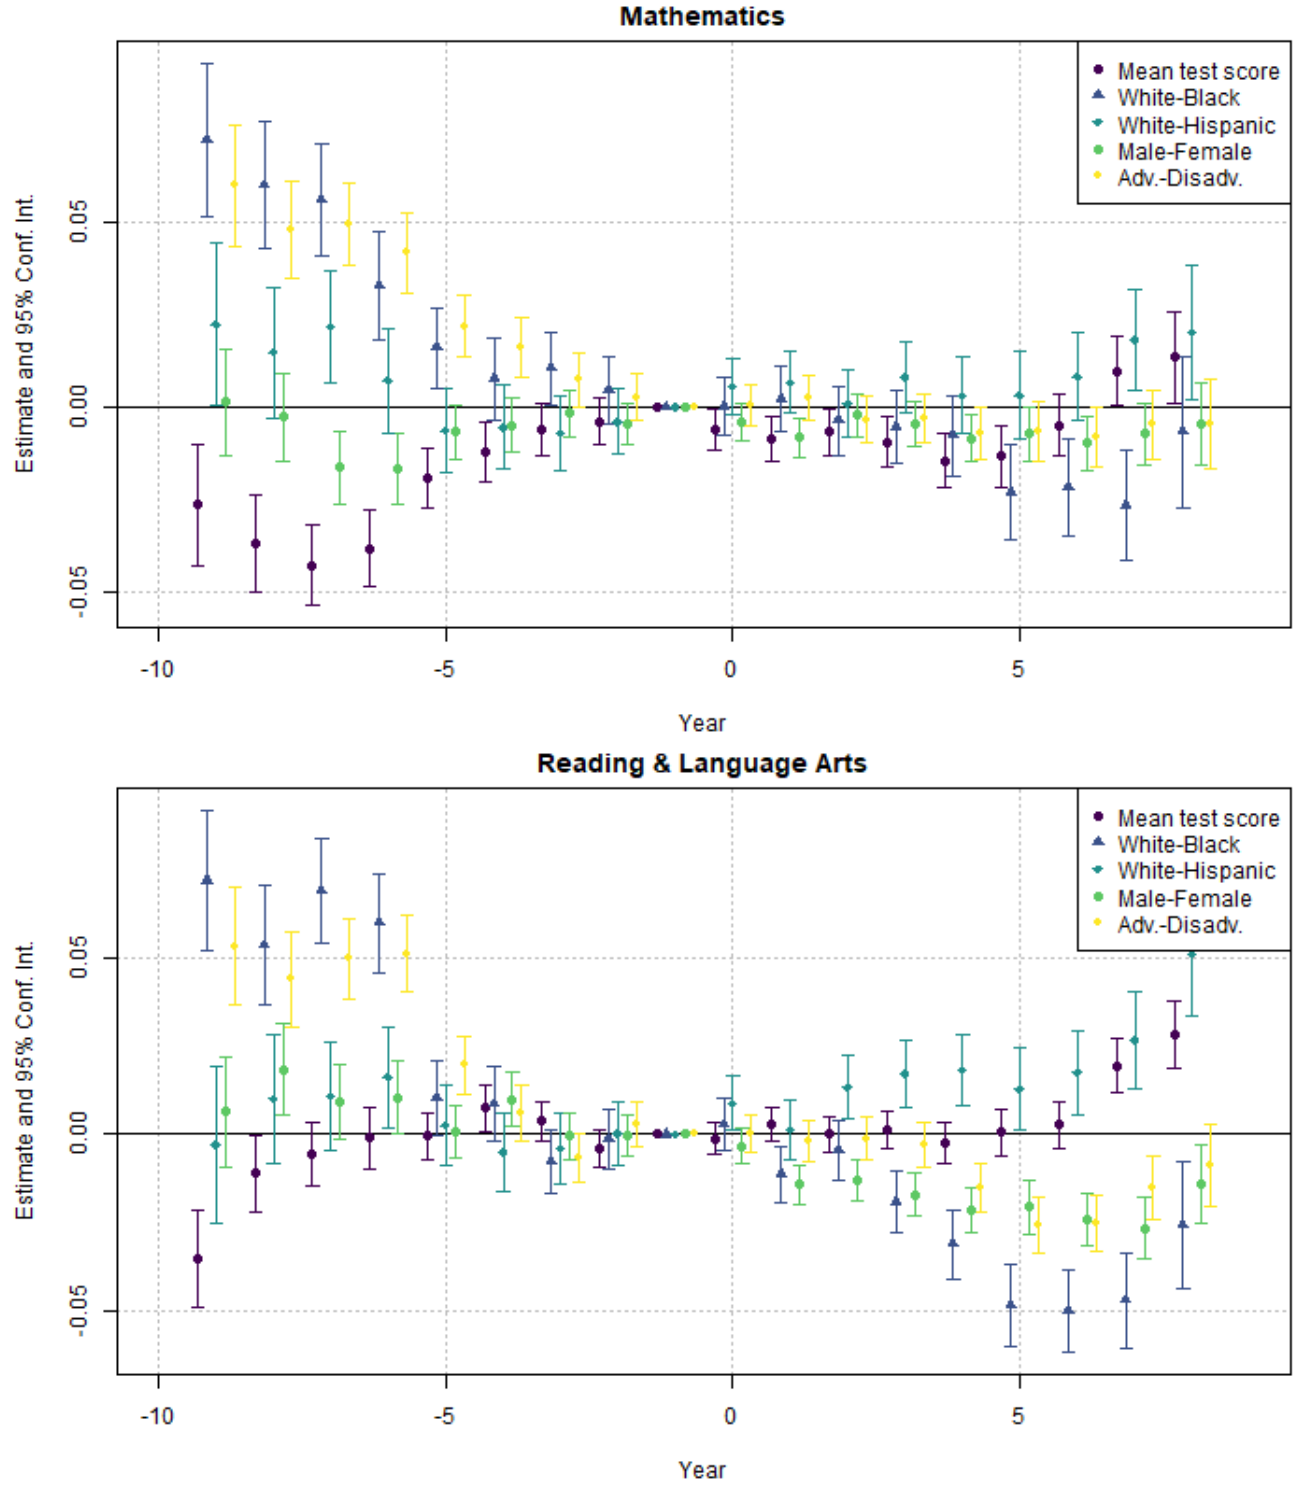 Mathematics
Mean test score
White-Black
White-Hispanic
Male-Female
Adv.-Disadv.
Estimate and 95% Conf. Int.
0.05
0.00
-0.05
-10
-5
0
5
Year
Reading & Language Arts
Mean test score
White-Black
White-Hispanic
Male-Female
Adv.-Disadv.
Estimate and 95% Conf. Int.
0.05
0.00
-0.05
-10
-5
0
5
Year